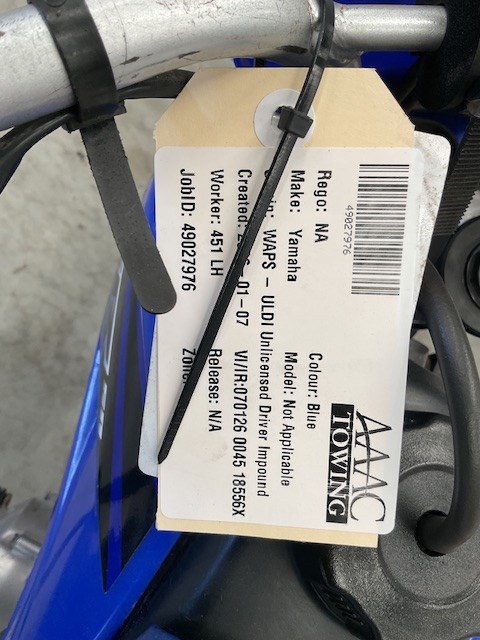 49027976
AAAC
TOWING
Rego: NA
Colour: Blue
Make: Yamaha
Model: Not Applicable
WAPS - ULDI Unlicensed Driver Impound
Created: -01-07
VI/IR:070126 0045 18556X
Worker: 451 LH
Release: N/A
JobID: 49027976